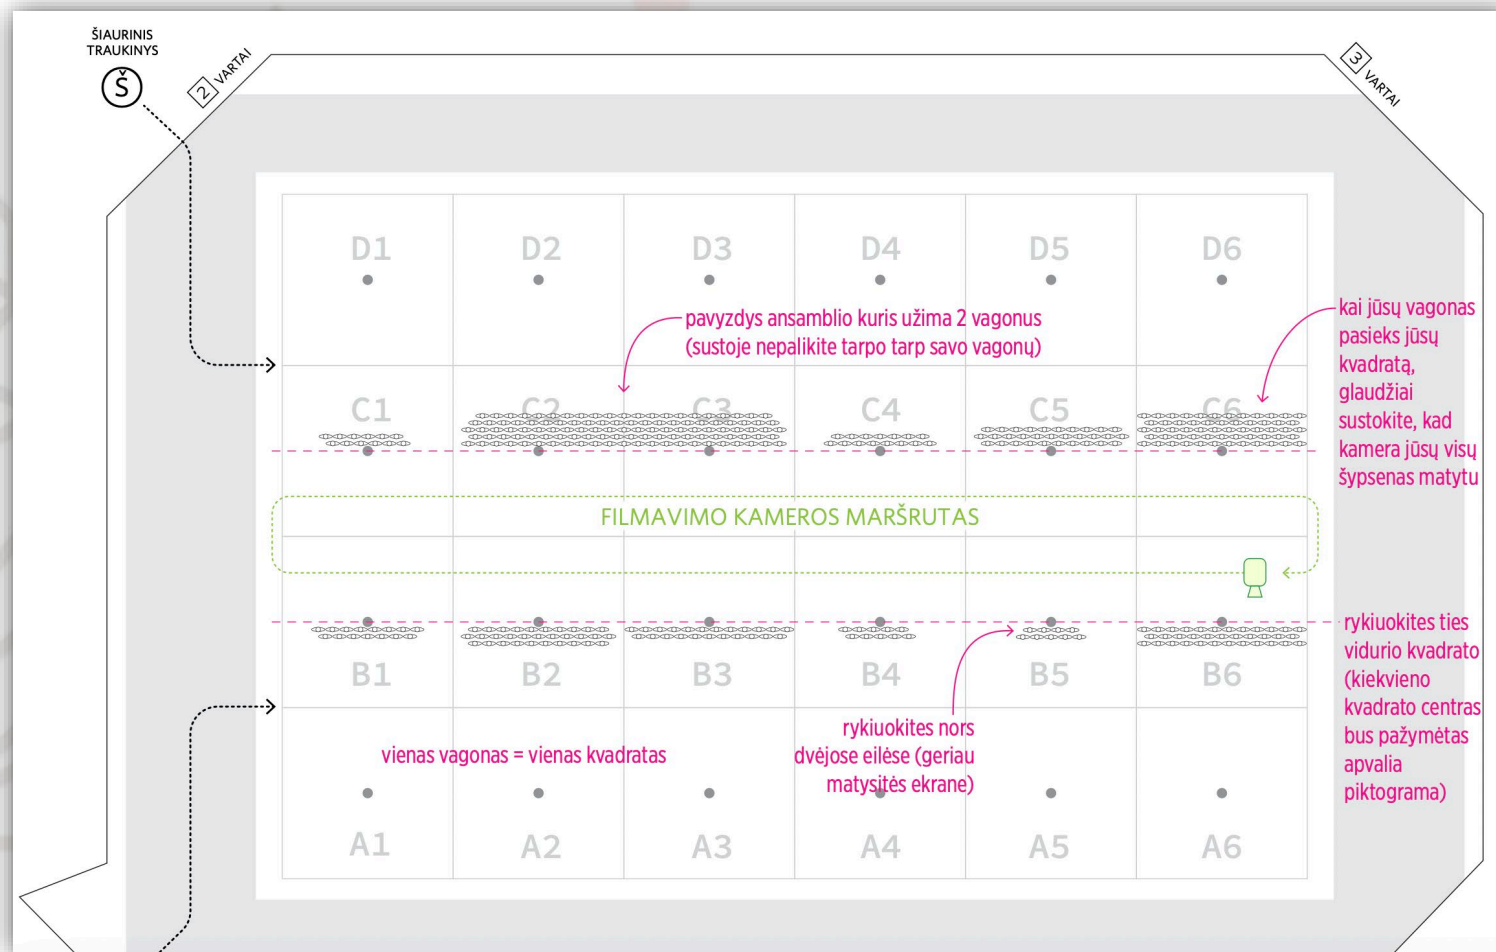 ŠIAURINIS
TRAUKINYS
Š
2 VARTAI
3 VARTAI
D1 D2 D3 D4 D5 D6
pavyzdys ansamblio kuris užima 2 vagonus
(sustoje nepalikite tarpo tarp savo vagonų)
kai jūsų vagonas
pasieks jūsų
kvadratą,
glaudžiai
sustokite, kad
kamera jūsų visų
šypsenas matytu
C1 C2 C3 C4 C5 C6
FILMAVIMO KAMEROS MARŠRUTAS
rykiuokites ties
vidurio kvadrato
(kiekvieno
kvadrato centras
bus pažymėtas
apvalia
piktograma)
B1 B2 B3 B4 B5 B6
vienas vagonas = vienas kvadratas
rykiuokites nors
dvėjose eilėse (geriau
matysitės ekrane)
A1 A2 A3 A4 A5 A6